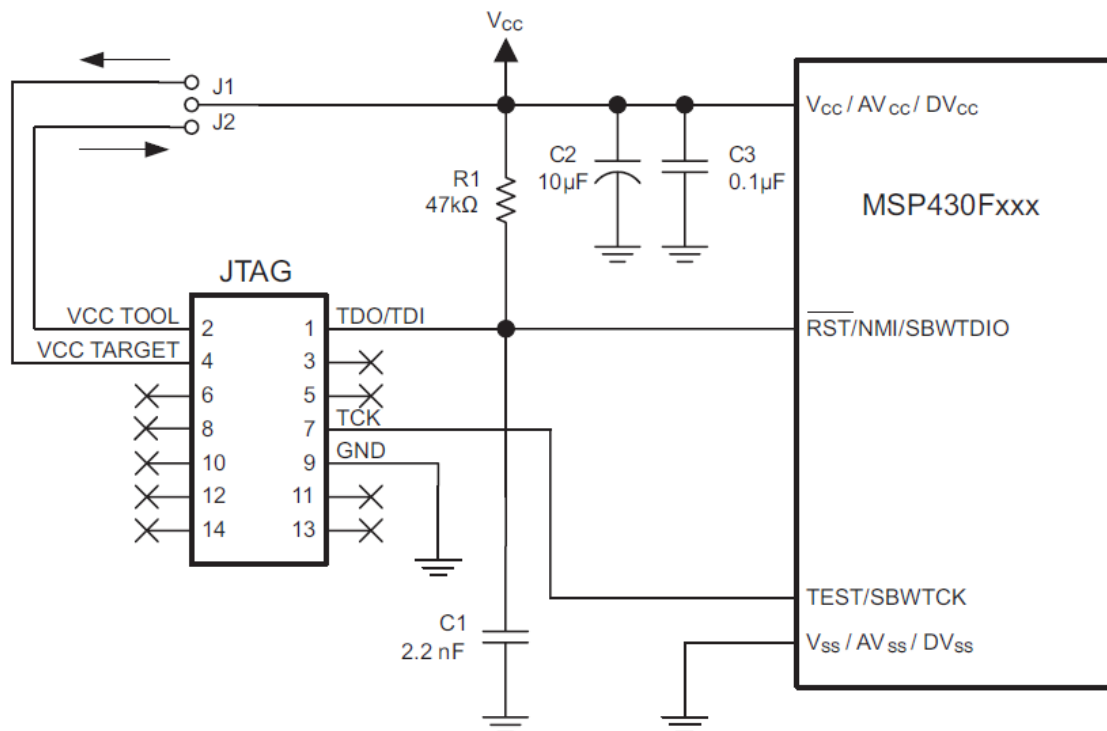 VCC
J1
J2
VCC / AVCC / DVCC
C2
10µF
C3
0.1µF
R1
47kΩ
MSP430Fxxx
JTAG
VCC TOOL
2
1
TDO/TDI
RST/NMI/SBWTDIO
VCC TARGET
4
3
6
5
TCK
8
7
GND
10
9
12
11
14
13
TEST/SBWTCK
C1
2.2 nF
VSS / AVSS / DVSS